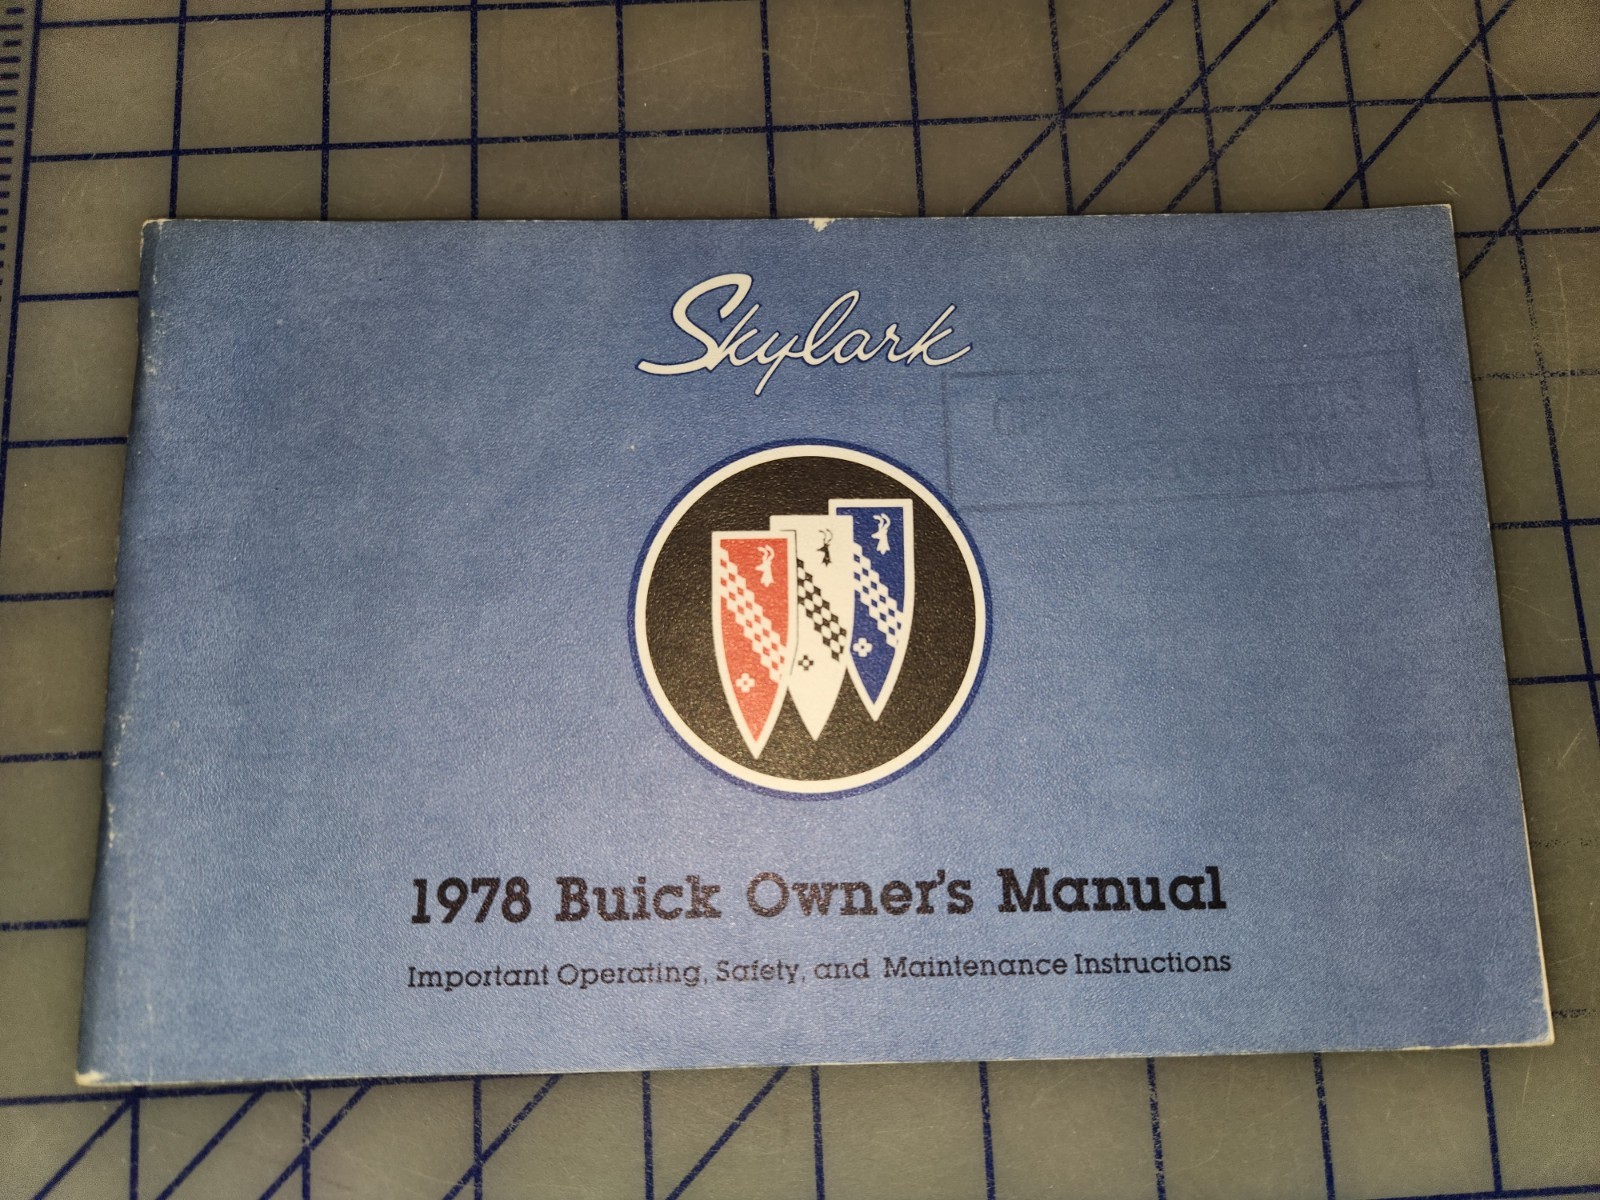 Skylark
1978 Buick Owner's Manual
Important Operating, Safety, and Maintenance Instructions